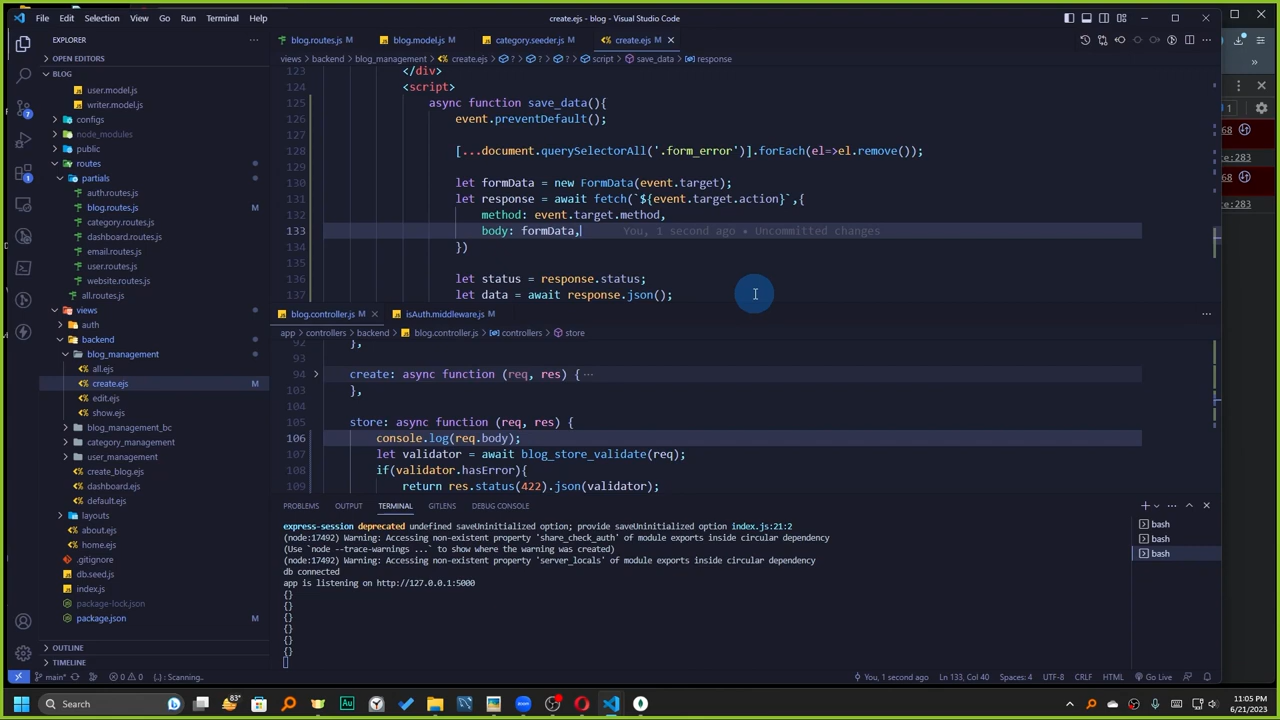 File Edit Selection View Go Run Terminal Help
create.ejs - blog - Visual Studio Code
EXPLORER
OPEN EDITORS
BLOG
user.model.js
writer.model.js
configs
node_modules
public
routes
partials
auth.routes.js
blog.routes.js M
category.routes.js
dashboard.routes.js
email.routes.js
user.routes.js
website.routes.js
all.routes.js
views
auth
backend
blog_management
all.ejs
create.ejs M
edit.ejs
show.ejs
blog_management_bc
category_management
user_management
create_blog.ejs
dashboard.ejs
default.ejs
layouts
about.ejs
home.ejs
.gitignore
db.seed.js
index.js
package-lock.json
package.json M
OUTLINE
TIMELINE
blog.routes.js M blog.model.js M category.seeder.js M create.ejs M
views > backend > blog_management > create.ejs > ? > ? > ? > script > save_data > response
123 </div>
124 <script>
125 async function save_data(){
126 event.preventDefault();
127
128 [...document.querySelectorAll('.form_error')].forEach(el=>el.remove());
129
130 let formData = new FormData(event.target);
131 let response = await fetch(`${event.target.action}`,{
132 method: event.target.method,
133 body: formData, You, 1 second ago • Uncommitted changes
134 })
135
136 let status = response.status;
137 let data = await response.json();
blog.controller.js M isAuth.middleware.js M
app > controllers > backend > blog.controller.js > controllers > store
92 },
93
94 create: async function (req, res) { ···
103 },
104
105 store: async function (req, res) {
106 console.log(req.body);
107 let validator = await blog_store_validate(req);
108 if(validator.hasError){
109 return res.status(422).json(validator);
PROBLEMS OUTPUT TERMINAL GITLENS DEBUG CONSOLE
express-session deprecated undefined saveUninitialized option; provide saveUninitialized option index.js:21:2
(node:17492) Warning: Accessing non-existent property 'share_check_auth' of module exports inside circular dependency
(Use `node --trace-warnings ...` to show where the warning was created)
(node:17492) Warning: Accessing non-existent property 'server_locals' of module exports inside circular dependency
db connected
app is listening on http://127.0.0.1:5000
{}
{}
{}
{}
{}
{}
bash
bash
bash
7
1
68
re:283
68
re:283
main* 0 0 {..} : Scanning.. You, 1 second ago Ln 133, Col 40 Spaces: 4 UTF-8 CRLF HTML Go Live
Search
83°
11:05 PM
6/21/2023